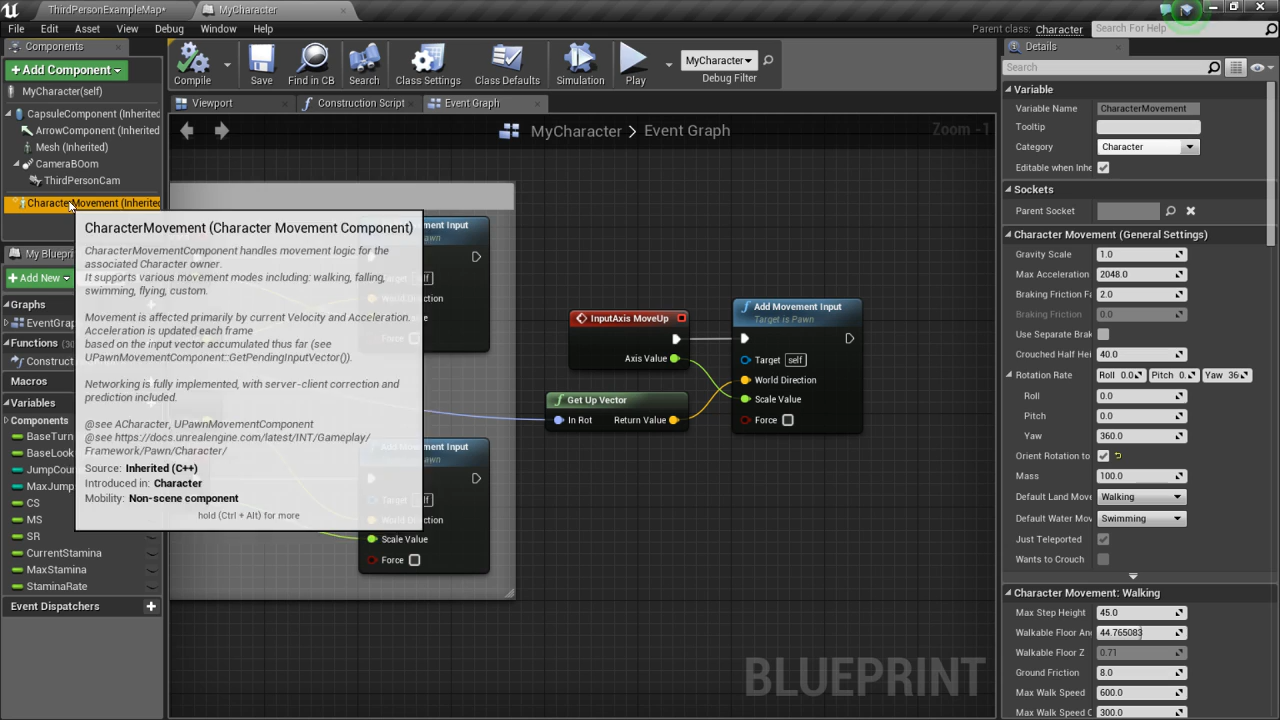 ThirdPersonExampleMap*
MyCharacter
File Edit Asset View Debug Window Help
Parent class: Character
Search For Help
Components
+Add Component
MyCharacter(self)
CapsuleComponent (Inherited
ArrowComponent (Inherited
Mesh (Inherited)
CameraBOom
ThirdPersonCam
CharacterMovement (Inherited
Compile
Save
Find in CB
Search
Class Settings
Class Defaults
Simulation
Play
MyCharacter
Debug Filter
Viewport
Construction Script
Event Graph
MyCharacter > Event Graph
Zoom -1
CharacterMovement (Character Movement Component)
CharacterMovementComponent handles movement logic for the
associated Character owner.
It supports various movement modes including: walking, falling,
swimming, flying, custom.
Movement is affected primarily by current Velocity and Acceleration.
Acceleration is updated each frame
based on the input vector accumulated thus far (see
UPawnMovementComponent::GetPendingInputVector()).
Networking is fully implemented, with server-client correction and
prediction included.
@see ACharacter, UPawnMovementComponent
@see https://docs.unrealengine.com/latest/INT/Gameplay/
Framework/Pawn/Character/
Source: Inherited (C++)
Introduced in: Character
Mobility: Non-scene component
hold (Ctrl + Alt) for more
My Blueprin
+Add New
Graphs
EventGrap
Functions (30
Construct
Macros
Variables
Components
BaseTurn
BaseLook
JumpCoun
MaxJump
CS
MS
SR
CurrentStamina
MaxStamina
StaminaRate
Event Dispatchers
Scale Value
Force
InputAxis MoveUp
Axis Value
Get Up Vector
In Rot
Return Value
Add Movement Input
Target is Pawn
Target self
World Direction
Scale Value
Force
BLUEPRINT
Details
Search
Variable
Variable Name CharacterMovement
Tooltip
Category Character
Editable when Inhe
Sockets
Parent Socket
Character Movement (General Settings)
Gravity Scale 1.0
Max Acceleration 2048.0
Braking Friction Fa 2.0
Braking Friction 0.0
Use Separate Brak
Crouched Half Hei 40.0
Rotation Rate Roll 0.0 Pitch 0. Yaw 36
Roll 0.0
Pitch 0.0
Yaw 360.0
Orient Rotation to
Mass 100.0
Default Land Move Walking
Default Water Mov Swimming
Just Teleported
Wants to Crouch
Character Movement: Walking
Max Step Height 45.0
Walkable Floor Ang 44.765083
Walkable Floor Z 0.71
Ground Friction 8.0
Max Walk Speed 600.0
Max Walk Speed C 300.0